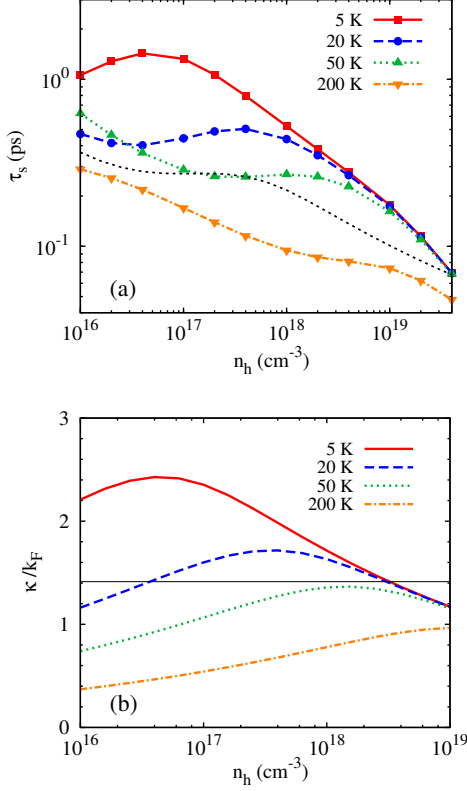 5 K
20 K
50 K
200 K
10⁰
10⁻¹
τₛ (ps)
(a)
10¹⁶ 10¹⁷ 10¹⁸ 10¹⁹
nₕ (cm⁻³)
3
5 K
20 K
50 K
200 K
2
1
0
κ/k_F
(b)
10¹⁶ 10¹⁷ 10¹⁸ 10¹⁹
nₕ (cm⁻³)